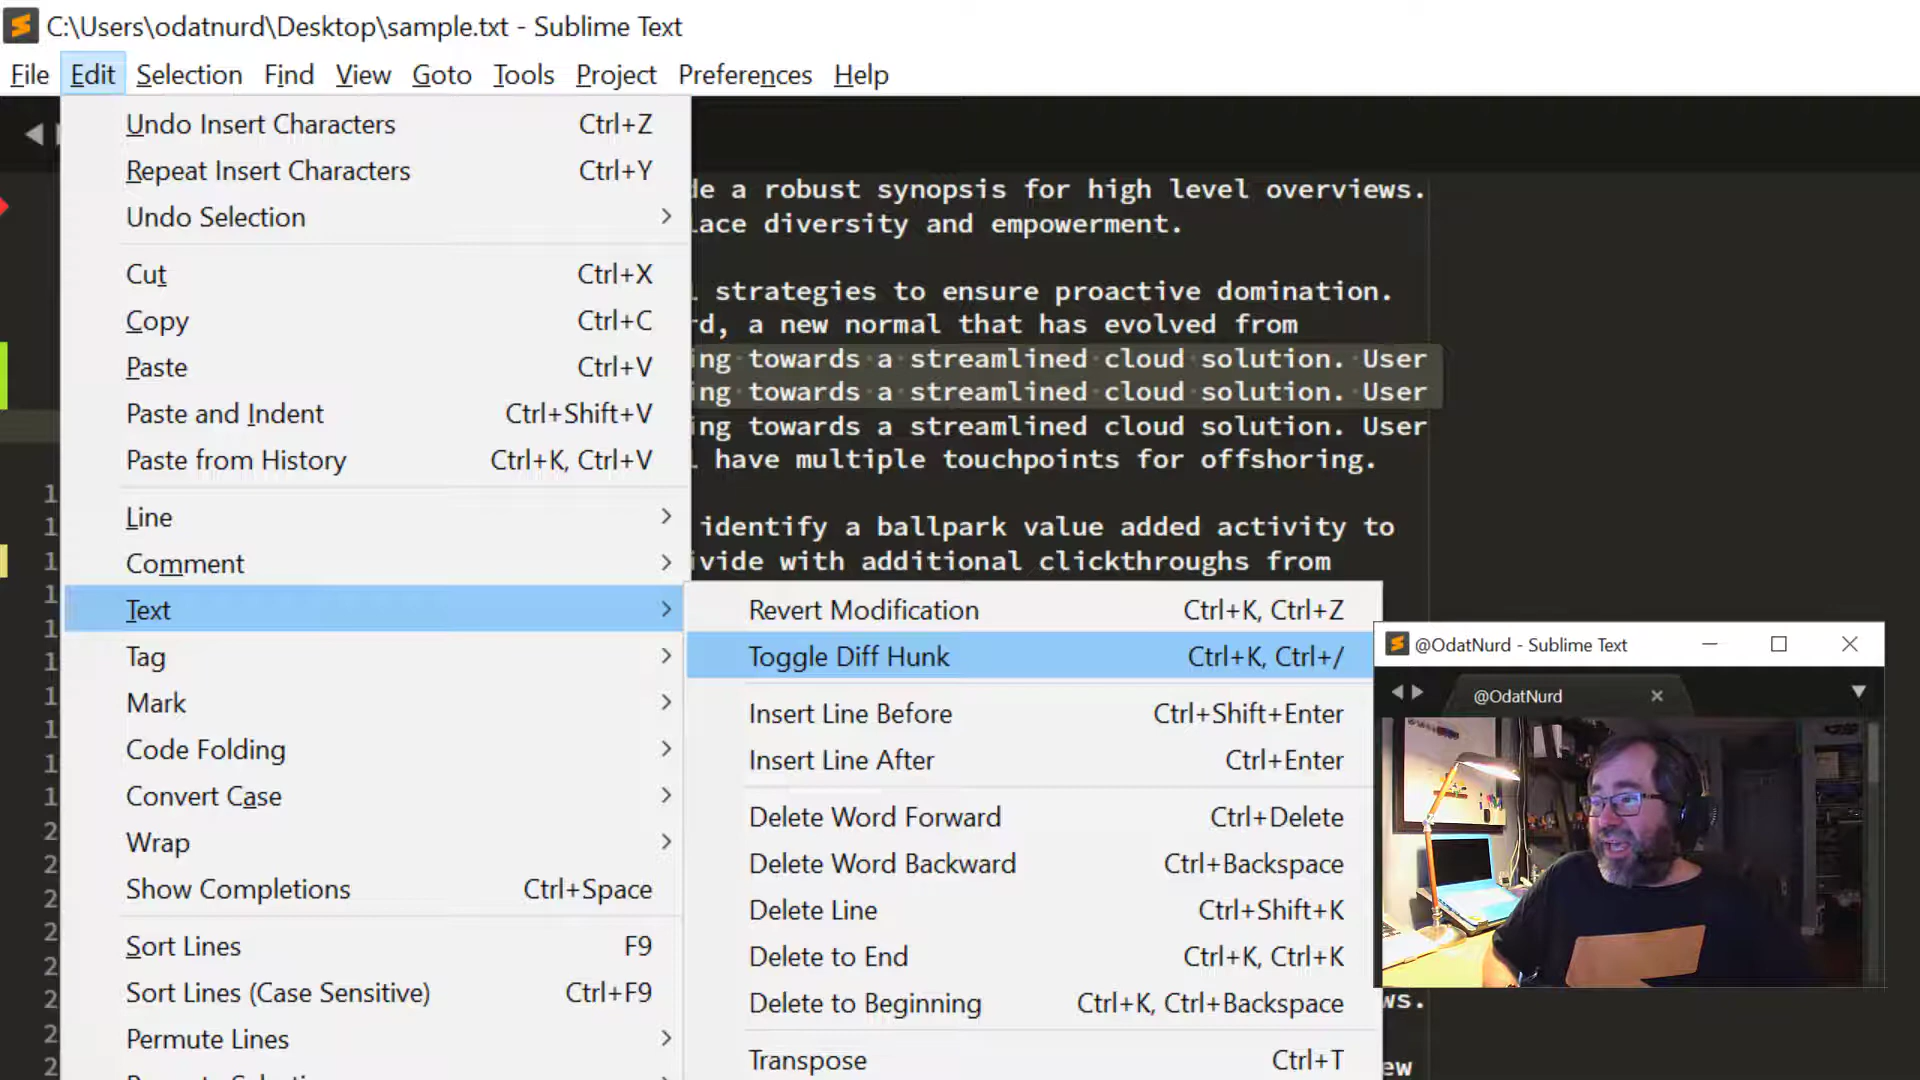 C:\Users\odatnurd\Desktop\sample.txt - Sublime Text
File Edit Selection Find View Goto Tools Project Preferences Help
Undo Insert Characters Ctrl+Z
Repeat Insert Characters Ctrl+Y
Undo Selection
Cut Ctrl+X
Copy Ctrl+C
Paste Ctrl+V
Paste and Indent Ctrl+Shift+V
Paste from History Ctrl+K, Ctrl+V
Line
Comment
Text
Tag
Mark
Code Folding
Convert Case
Wrap
Show Completions Ctrl+Space
Sort Lines F9
Sort Lines (Case Sensitive) Ctrl+F9
Permute Lines
a robust synopsis for high level overviews.
diversity and empowerment.
strategies to ensure proactive domination.
a new normal that has evolved from
ing towards a streamlined cloud solution. User
ing towards a streamlined cloud solution. User
ing towards a streamlined cloud solution. User
have multiple touchpoints for offshoring.
identify a ballpark value added activity to
ivide with additional clickthroughs from
Revert Modification Ctrl+K, Ctrl+Z
Toggle Diff Hunk Ctrl+K, Ctrl+/
Insert Line Before Ctrl+Shift+Enter
Insert Line After Ctrl+Enter
Delete Word Forward Ctrl+Delete
Delete Word Backward Ctrl+Backspace
Delete Line Ctrl+Shift+K
Delete to End Ctrl+K, Ctrl+K
Delete to Beginning Ctrl+K, Ctrl+Backspace
Transpose Ctrl+T
@OdatNurd - Sublime Text
@OdatNurd
ws.
ew